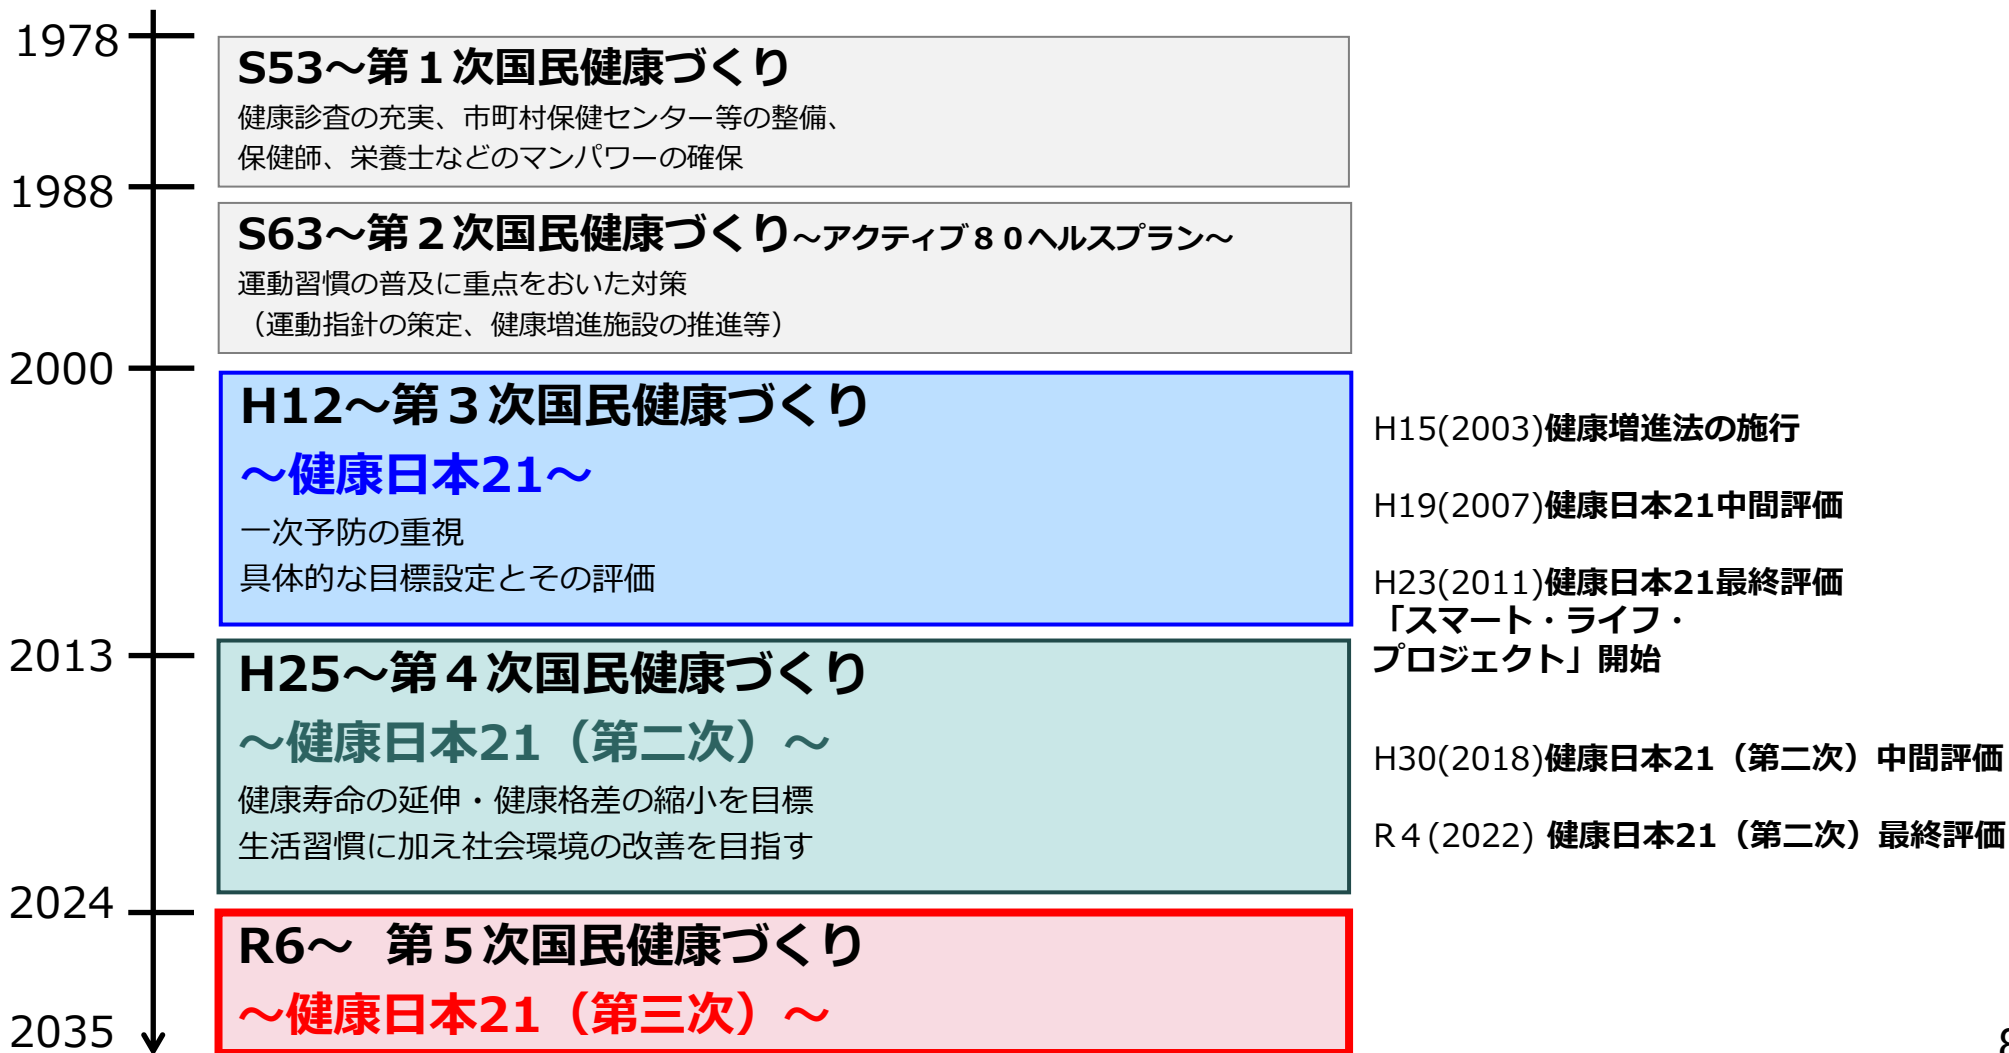 1978
S53～第１次国民健康づくり
健康診査の充実、市町村保健センター等の整備、
保健師、栄養士などのマンパワーの確保
1988
S63～第２次国民健康づくり～アクティブ８０ヘルスプラン～
運動習慣の普及に重点をおいた対策
（運動指針の策定、健康増進施設の推進等）
2000
H12～第３次国民健康づくり
～健康日本21～
一次予防の重視
具体的な目標設定とその評価
H15(2003)健康増進法の施行
H19(2007)健康日本21中間評価
H23(2011)健康日本21最終評価
「スマート・ライフ・
プロジェクト」開始
2013
H25～第４次国民健康づくり
～健康日本21（第二次）～
健康寿命の延伸・健康格差の縮小を目標
生活習慣に加え社会環境の改善を目指す
H30(2018)健康日本21（第二次）中間評価
R４(2022) 健康日本21（第二次）最終評価
2024
R6～ 第５次国民健康づくり
～健康日本21（第三次）～
2035